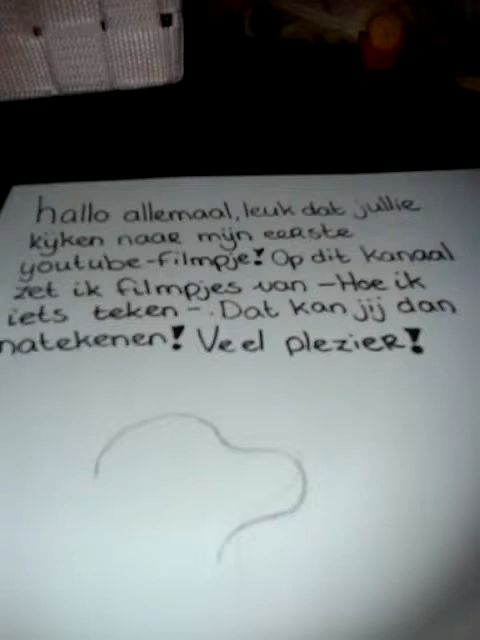 hallo allemaal, leuk dat jullie
kijken naar mijn eerste
youtube-filmpje! Op dit kanaal
zet ik filmpjes van - Hoe ik
iets teken -. Dat kan jij dan
natekenen! Veel plezier!